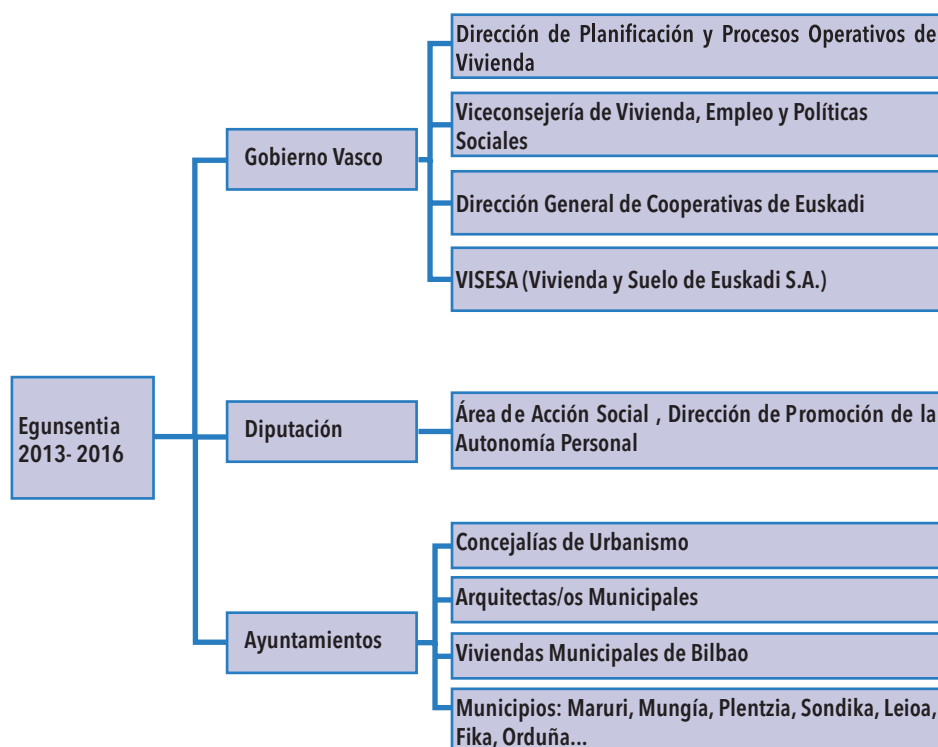 Dirección de Planificación y Procesos Operativos de
Vivienda
Viceconsejería de Vivienda, Empleo y Políticas
Sociales
Gobierno Vasco
Dirección General de Cooperativas de Euskadi
VISESA (Vivienda y Suelo de Euskadi S.A.)
Egunsentia
2013- 2016
Diputación
Área de Acción Social , Dirección de Promoción de la
Autonomía Personal
Concejalías de Urbanismo
Arquitectas/os Municipales
Ayuntamientos
Viviendas Municipales de Bilbao
Municipios: Maruri, Mungía, Plentzia, Sondika, Leioa,
Fika, Orduña...